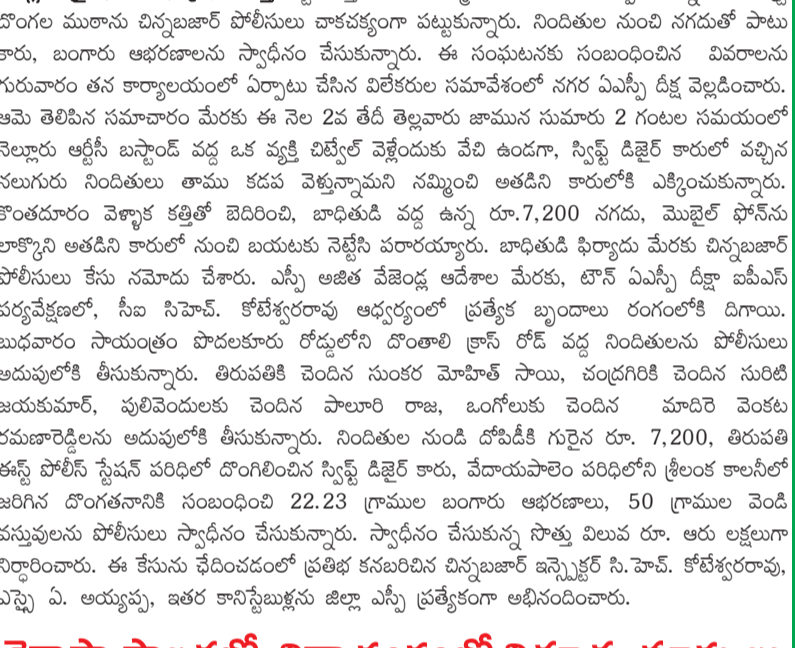 దొంగల ముఠాను చిన్నబజార్ పోలీసులు చాకచక్యంగా పట్టుకున్నారు. నిందితుల నుంచి నగదుతో పాటు
కారు, బంగారు ఆభరణాలను స్వాధీనం చేసుకున్నారు. ఈ సంఘటనకు సంబంధించిన వివరాలను
గురువారం తన కార్యాలయంలో ఏర్పాటు చేసిన విలేకరుల సమావేశంలో నగర ఏఎస్పీ దీక్ష వెల్లడించారు.
ఆమె తెలిపిన సమాచారం మేరకు ఈ నెల 2వ తేదీ తెల్లవారు జామున సుమారు 2 గంటల సమయంలో
నెల్లూరు ఆర్టీసీ బస్టాండ్ వద్ద ఒక వ్యక్తి చిట్వేల్ వెళ్లేందుకు వేచి ఉండగా, స్విఫ్ట్ డిజైర్ కారులో వచ్చిన
నలుగురు నిందితులు తాము కడప వెళ్తున్నామని నమ్మించి అతడిని కారులోకి ఎక్కించుకున్నారు.
కొంతదూరం వెళ్ళాక కత్తితో బెదిరించి, బాధితుడి వద్ద ఉన్న రూ.7,200 నగదు, మొబైల్ ఫోన్‌ను
లాక్కొని అతడిని కారులో నుంచి బయటకు నెట్టేసి పరారయ్యారు. బాధితుడి ఫిర్యాదు మేరకు చిన్నబజార్
పోలీసులు కేసు నమోదు చేశారు. ఎస్పీ అజిత వేజెండ్ల ఆదేశాల మేరకు, టౌన్ ఏఎస్పీ దీక్షా ఐపీఎస్
పర్యవేక్షణలో, సీఐ సిహెచ్. కోటేశ్వరరావు ఆధ్వర్యంలో ప్రత్యేక బృందాలు రంగంలోకి దిగాయి.
బుధవారం సాయంత్రం పొదలకూరు రోడ్డులోని దొంతాలి క్రాస్ రోడ్ వద్ద నిందితులను పోలీసులు
అదుపులోకి తీసుకున్నారు. తిరుపతికి చెందిన సుంకర మోహిత్ సాయి, చంద్రగిరికి చెందిన సురిటి
జయకుమార్, పులివెందులకు చెందిన పాలూరి రాజ, ఒంగోలుకు చెందిన మాదిరె వెంకట
రమణారెడ్డిలను అదుపులోకి తీసుకున్నారు. నిందితుల నుండి దోపిడీకి గురైన రూ. 7,200, తిరుపతి
ఈస్ట్ పోలీస్ స్టేషన్ పరిధిలో దొంగిలించిన స్విఫ్ట్ డిజైర్ కారు, వేదాయపాలెం పరిధిలోని శ్రీలంక కాలనీలో
జరిగిన దొంగతనానికి సంబంధించి 22.23 గ్రాముల బంగారు ఆభరణాలు, 50 గ్రాముల వెండి
వస్తువులను పోలీసులు స్వాధీనం చేసుకున్నారు. స్వాధీనం చేసుకున్న సొత్తు విలువ రూ. ఆరు లక్షలుగా
నిర్ధారించారు. ఈ కేసును ఛేదించడంలో ప్రతిభ కనబరిచిన చిన్నబజార్ ఇన్స్పెక్టర్ సి.హెచ్. కోటేశ్వరరావు,
ఎస్సై ఏ. అయ్యప్ప, ఇతర కానిస్టేబుళ్లను జిల్లా ఎస్పీ ప్రత్యేకంగా అభినందించారు.